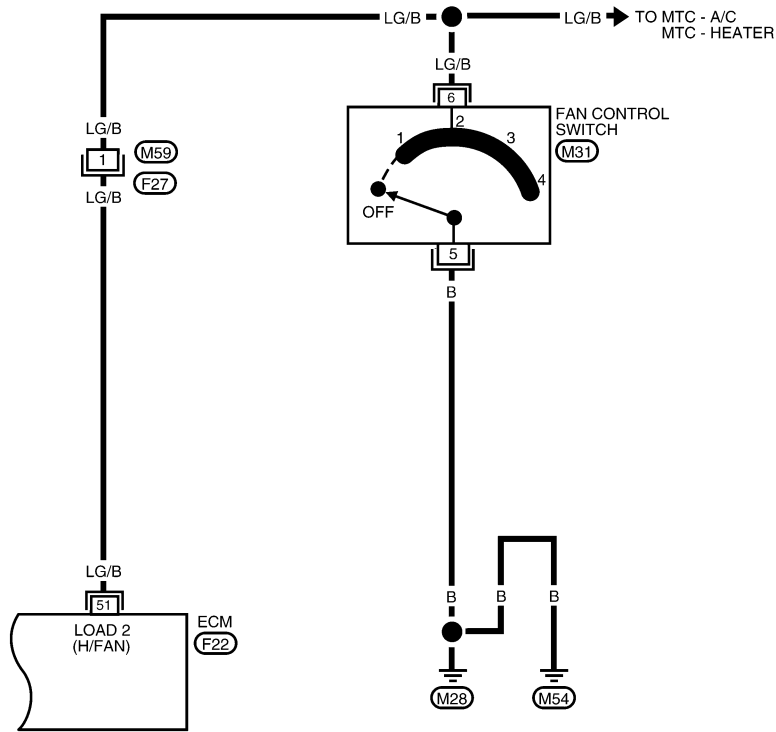 LG/B
LG/B
TO MTC - A/C
MTC - HEATER
LG/B
6
FAN CONTROL
SWITCH
M31
1
2
3
4
OFF
5
B
LG/B
1
M59
F27
LG/B
LG/B
51
LOAD 2
(H/FAN)
ECM
F22
B
B
B
M28
M54